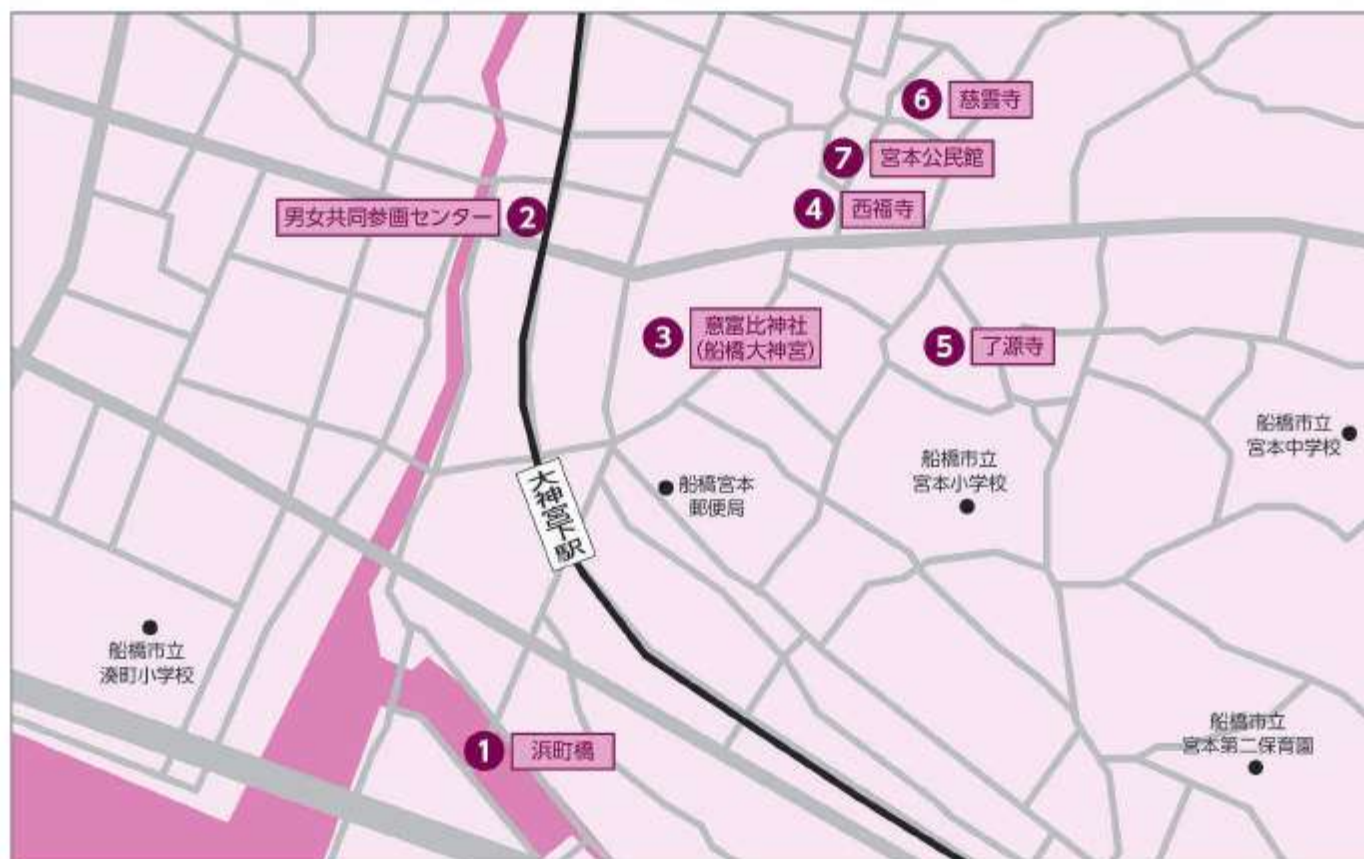 6 慈雲寺
7 宮本公民館
4 西福寺
男女共同参画センター 2
3 意富比神社
(船橋大神宮)
5 了源寺
船橋市立
宮本中学校
船橋市立
宮本小学校
船橋宮本
郵便局
大神宮下駅
船橋市立
湊町小学校
1 浜町橋
船橋市立
宮本第二保育園